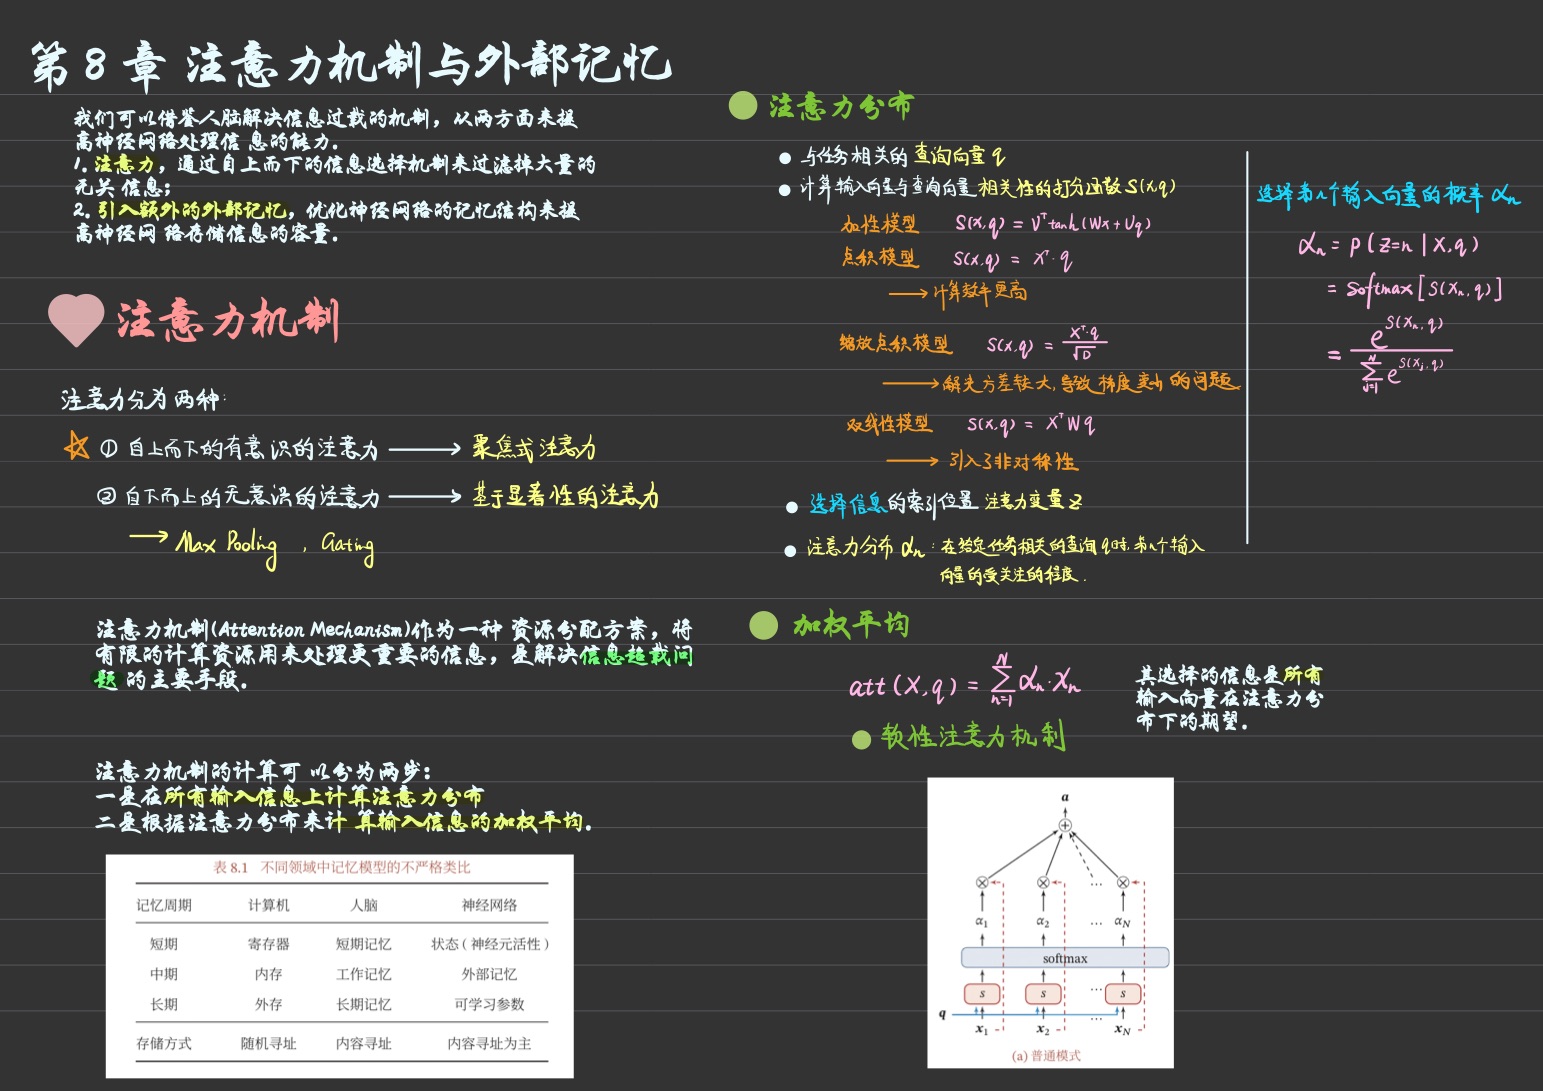 第 8 章 注意力机制与外部记忆
我们可以借鉴人脑解决信息过载的机制，从两方面来提
高神经网络处理信 息的能力.
1. 注意力，通过自上而下的信息选择机制来过滤掉大量的
无关 信息；
2. 引入额外的外部记忆，优化神经网络的记忆结构来提
高神经网 络存储信息的容量.
注意力机制
注意力分为两种:
① 自上而下的有意识的注意力 → 聚焦式注意力
② 自下而上的无意识的注意力 → 基于显著性的注意力
→ Max Pooling , Gating
注意力机制(Attention Mechanism)作为一种 资源分配方案，将
有限的计算资源用来处理更重要的信息，是解决信息超载问
题 的主要手段.
注意力机制的计算可 以分为两步：
一是在所有输入信息上计算注意力分布
二是根据注意力分布来计 算输入信息的加权平均.
表 8.1 不同领域中记忆模型的不严格类比
记忆周期 计算机 人脑 神经网络
短期 寄存器 短期记忆 状态 ( 神经元活性 )
中期 内存 工作记忆 外部记忆
长期 外存 长期记忆 可学习参数
存储方式 随机寻址 内容寻址 内容寻址为主
注意力分布
与任务相关的 查询向量 q
计算输入向量与查询向量 相关性的打分函数 S(x,q)
加性模型 S(x,q) = Vᵀtanh(Wx+Uq)
点积模型 S(x,q) = xᵀ·q
→ 计算效率更高
缩放点积模型 S(x,q) = xᵀ·q / √D
→ 解决方差较大,导致梯度变小的问题
双线性模型 S(x,q) = xᵀWq
→ 引入了非对称性
选择信息的索引位置 注意力变量 z
注意力分布 αₙ : 在给定任务相关的查询 q时,第n个输入
向量的受关注的程度.
选择第n个输入向量的概率 αₙ
αₙ = p(z=n | X,q)
= Softmax[S(xₙ,q)]
= e^S(xₙ,q) / Σ_{j=1}^N e^S(xⱼ,q)
加权平均
att(X,q) = Σ_{n=1}^N αₙ·xₙ
其选择的信息是所有
输入向量在注意力分
布下的期望.
软性注意力机制
a
+
× × ... ×
α₁ α₂ ... α_N
softmax
s s ... s
q
x₁ x₂ ... x_N
(a) 普通模式